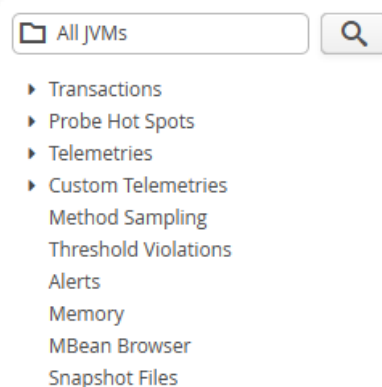 All JVMs
Transactions
Probe Hot Spots
Telemetries
Custom Telemetries
Method Sampling
Threshold Violations
Alerts
Memory
MBean Browser
Snapshot Files